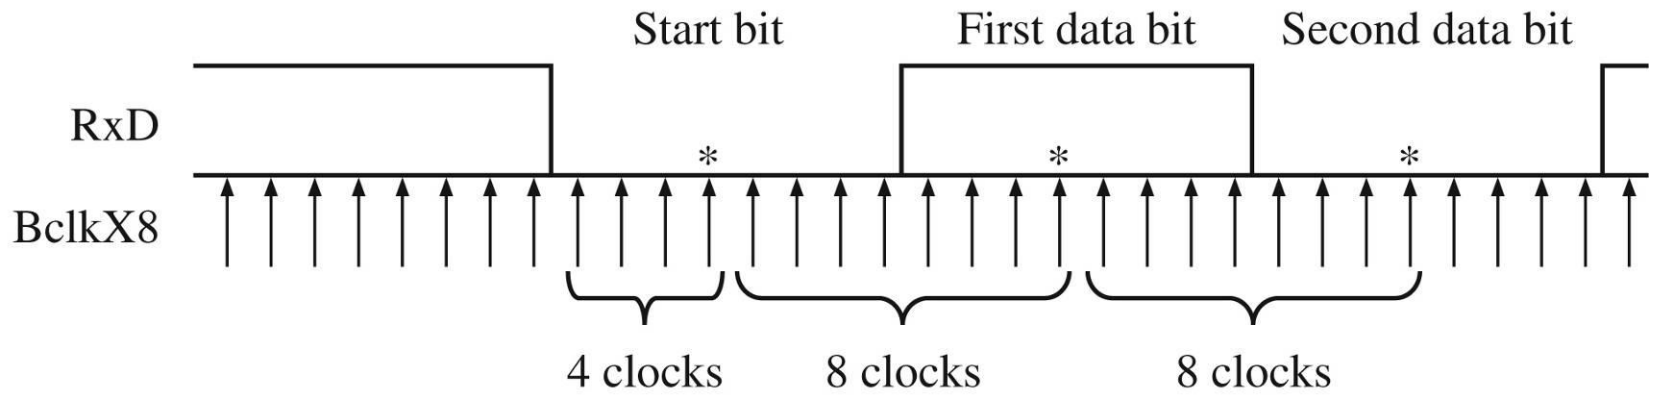 Start bit First data bit Second data bit
RxD
* * *
BclkX8
4 clocks 8 clocks 8 clocks